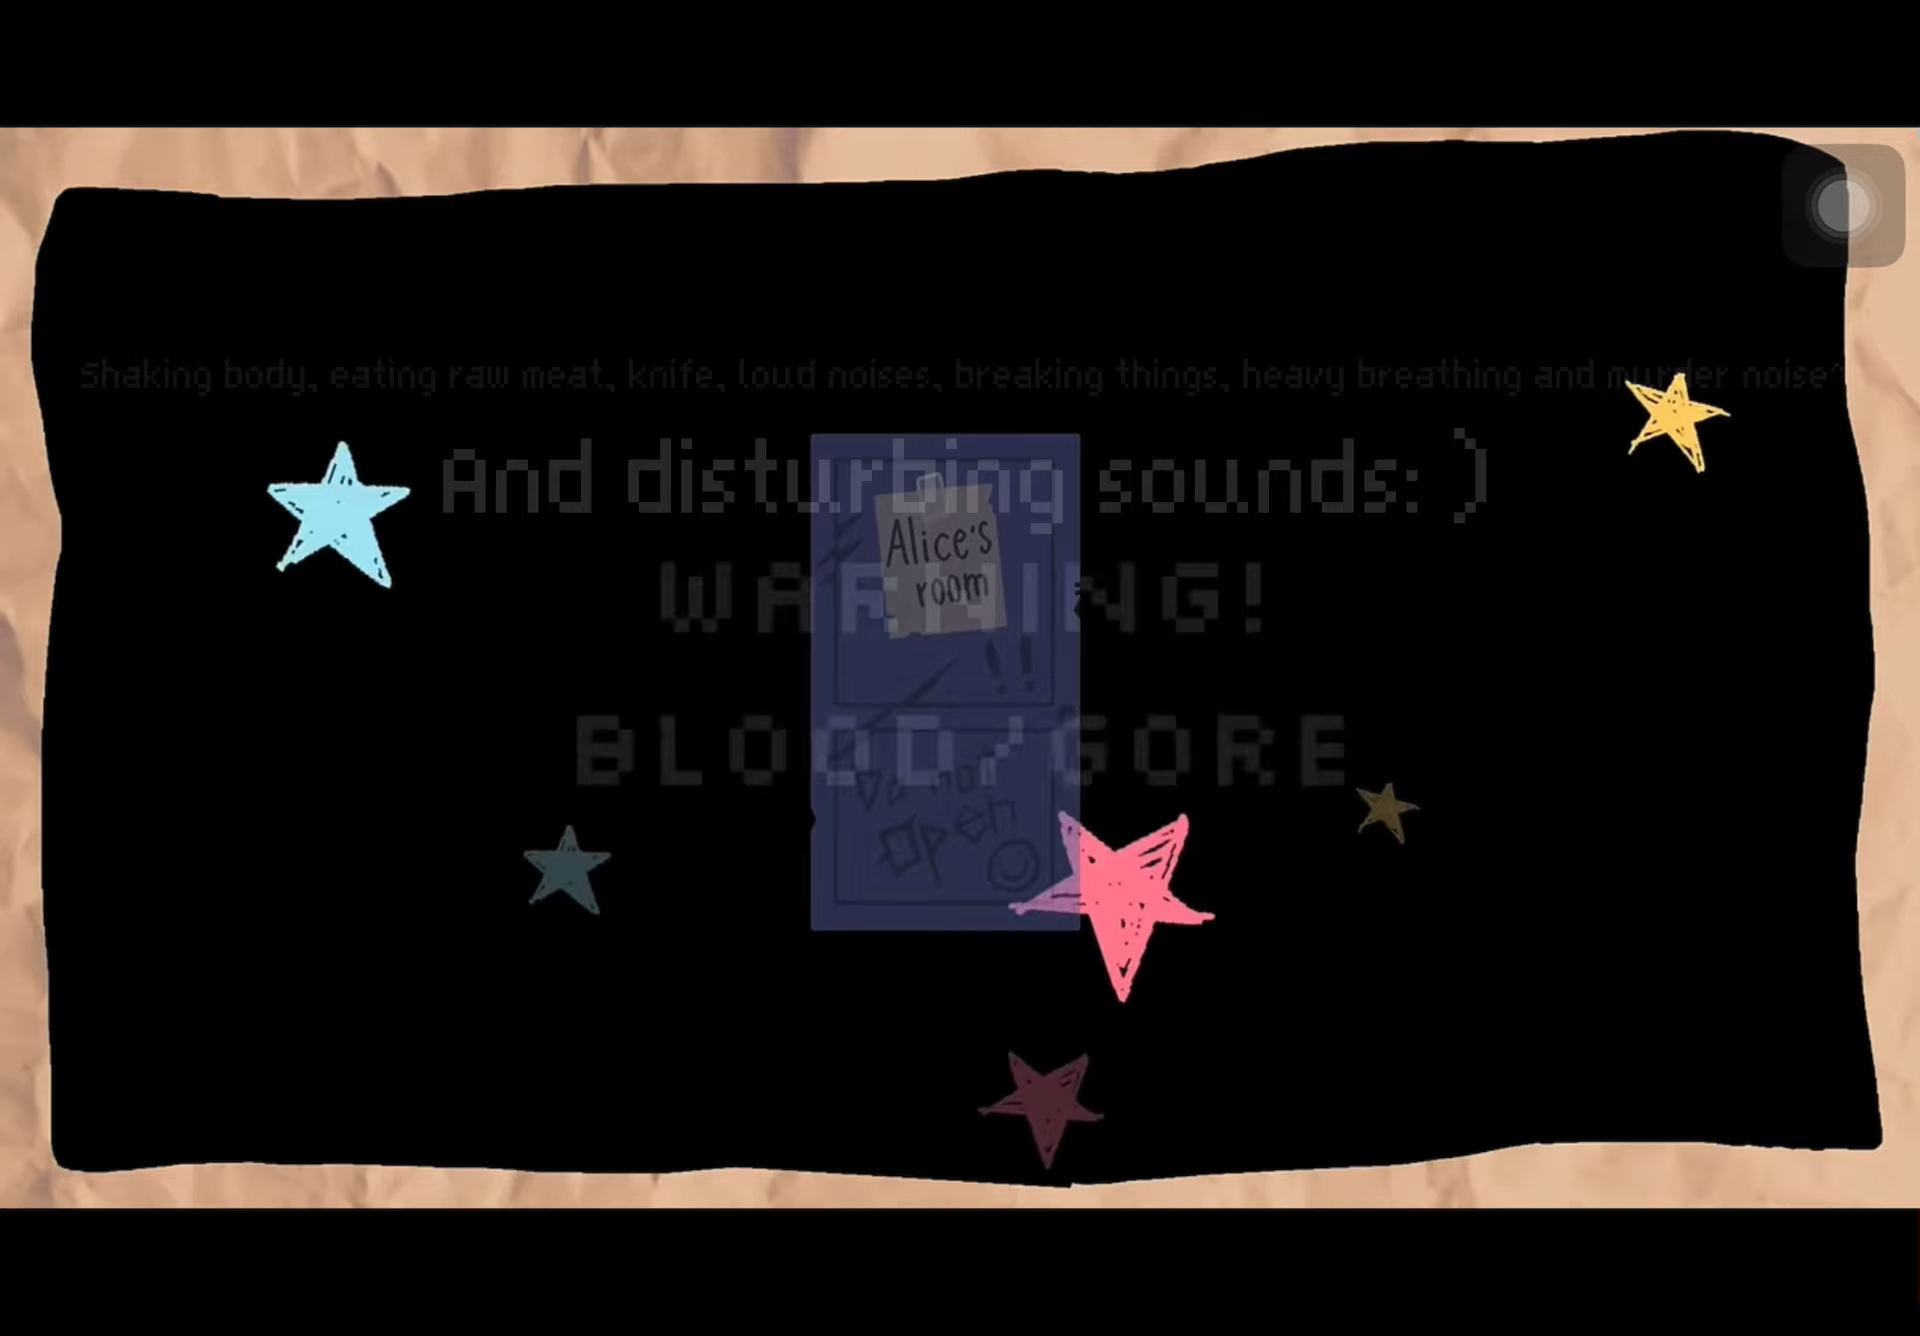 Shaking body, eating raw meat, knife, loud noises, breaking things, heavy breathing and murder noise
And disturbing sounds: )
Alice's
room
WARNING!
!!
BLOOD/GORE
Do not
Open